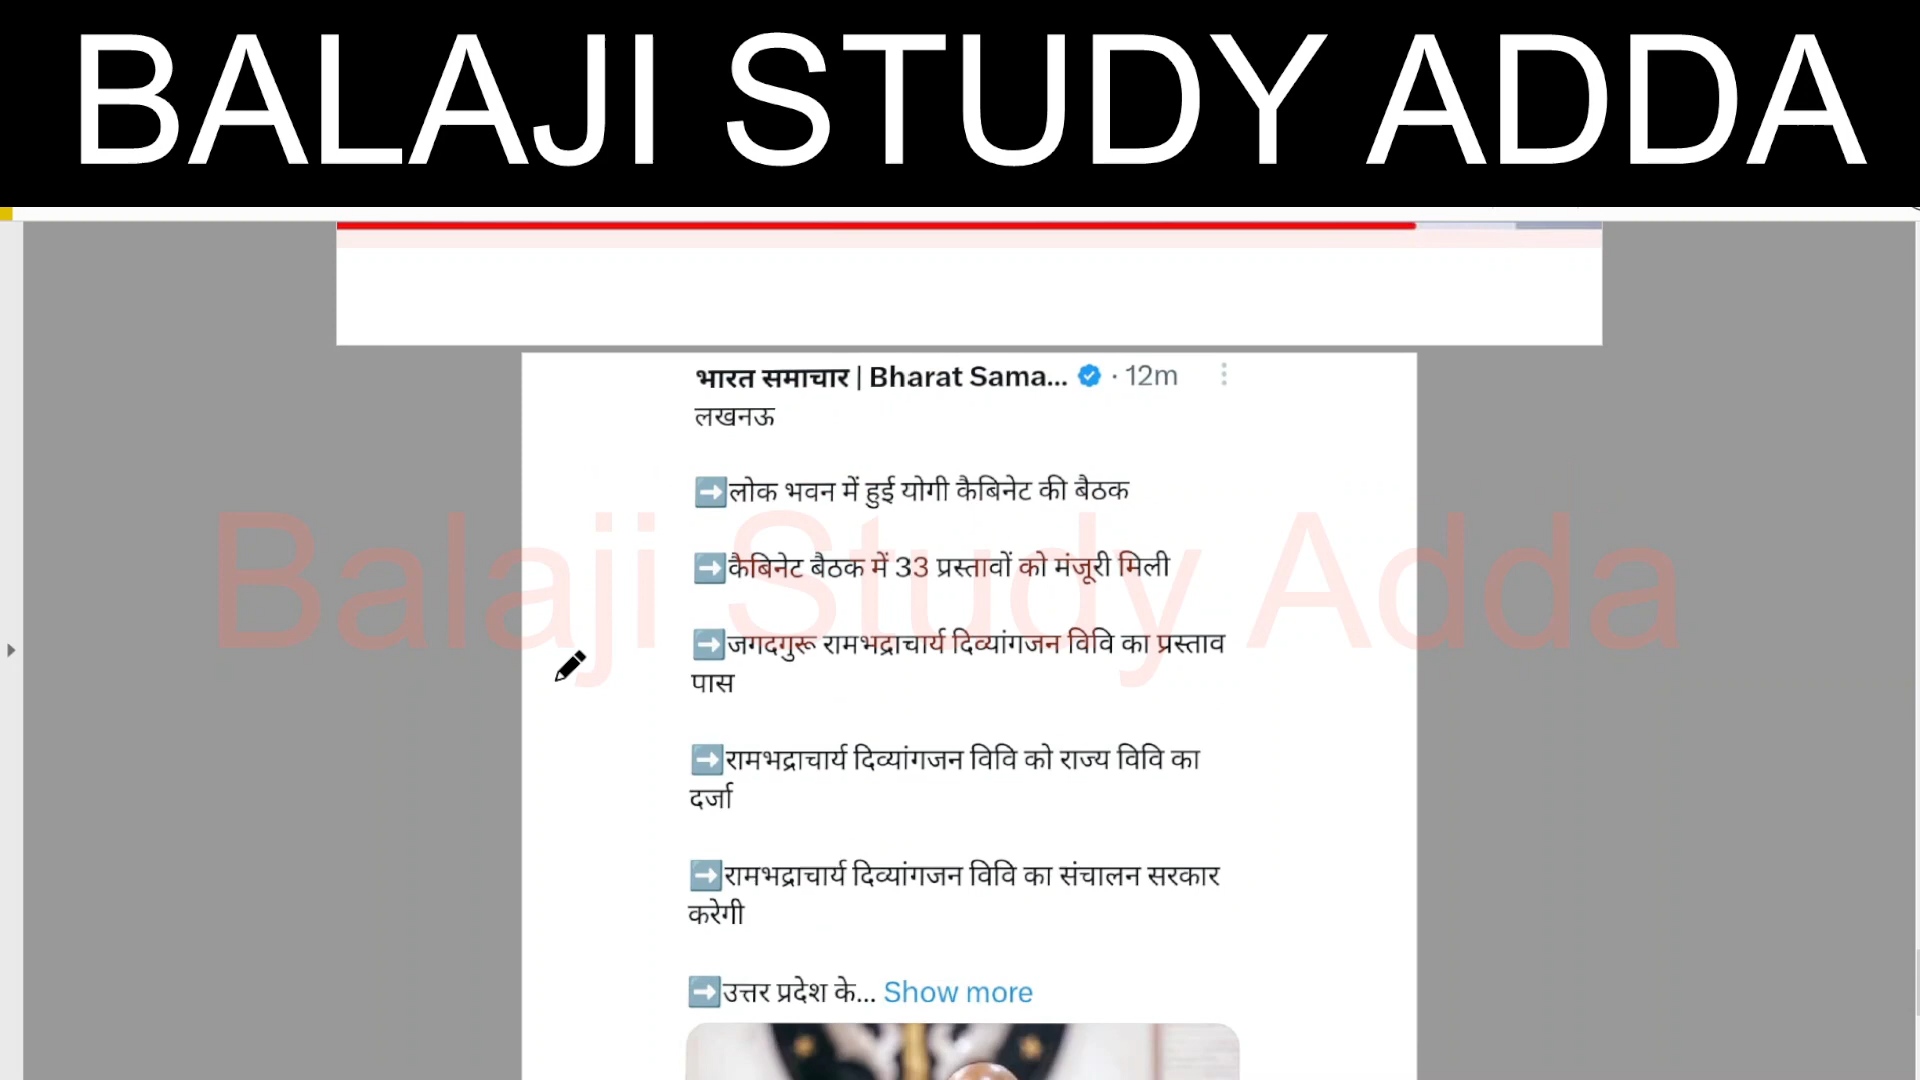 BALAJI STUDY ADDA
भारत समाचार | Bharat Sama... · 12m
लखनऊ
➡️लोक भवन में हुई योगी कैबिनेट की बैठक
➡️कैबिनेट बैठक में 33 प्रस्तावों को मंजूरी मिली
Balaji Study Adda
➡️जगदगुरू रामभद्राचार्य दिव्यांगजन विवि का प्रस्ताव
पास
➡️रामभद्राचार्य दिव्यांगजन विवि को राज्य विवि का
दर्जा
➡️रामभद्राचार्य दिव्यांगजन विवि का संचालन सरकार
करेगी
➡️उत्तर प्रदेश के... Show more